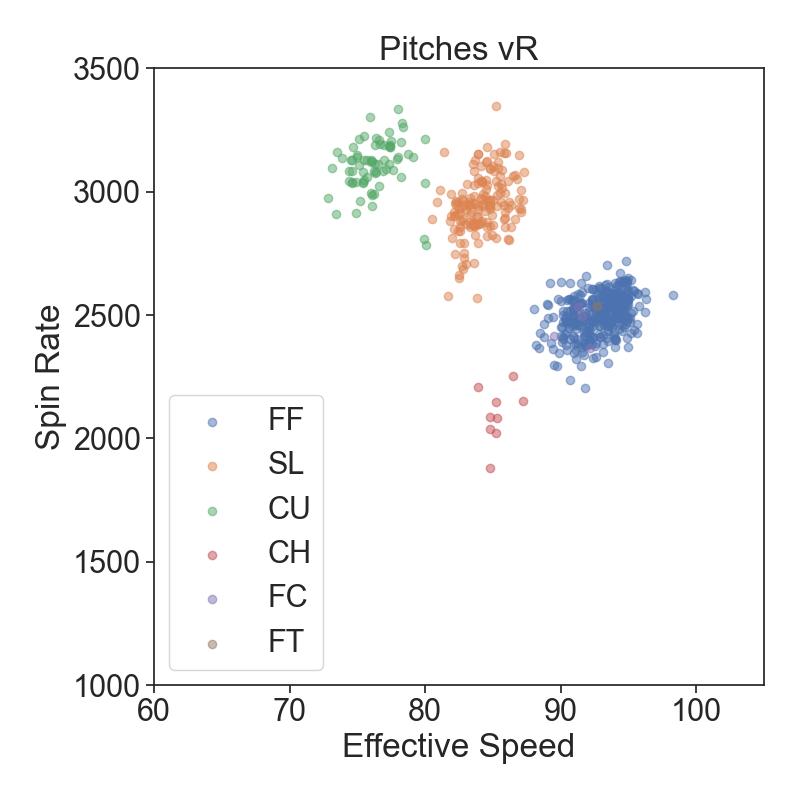 Pitches vR
3500
3000
2500
2000
1500
1000
Spin Rate
FF
SL
CU
CH
FC
FT
60 70 80 90 100
Effective Speed